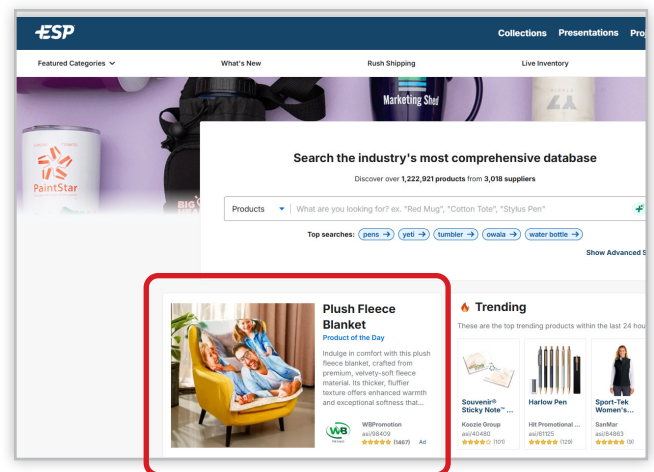 ESP
Collections Presentations
Featured Categories What's New Rush Shipping Live Inventory
Marketing Shed
PaintStar
Search the industry's most comprehensive database
Discover over 1,222,921 products from 3,018 suppliers
Products What are you looking for? ex. "Red Mug", "Cotton Tote", "Stylus Pen"
Top searches: pens → yeti → tumbler → owala → water bottle →
Show Advanced
Plush Fleece
Blanket
Product of the Day
Indulge in comfort with this plush
fleece blanket, crafted from
premium, velvety-soft fleece
material. Its thicker, fluffier
texture offers enhanced warmth
and exceptional softness that...
WB
WBPromotion
asi/98409
(1467) Ad
Trending
These are the top trending products within the last 24
Souvenir®
Sticky Note™ ...
Koozie Group
asi/40480
(101)
Harlow Pen
Hit Promotional ...
asi/61125
(129)
Sport-Tek
Women's...
SanMar
asi/84863
(9)